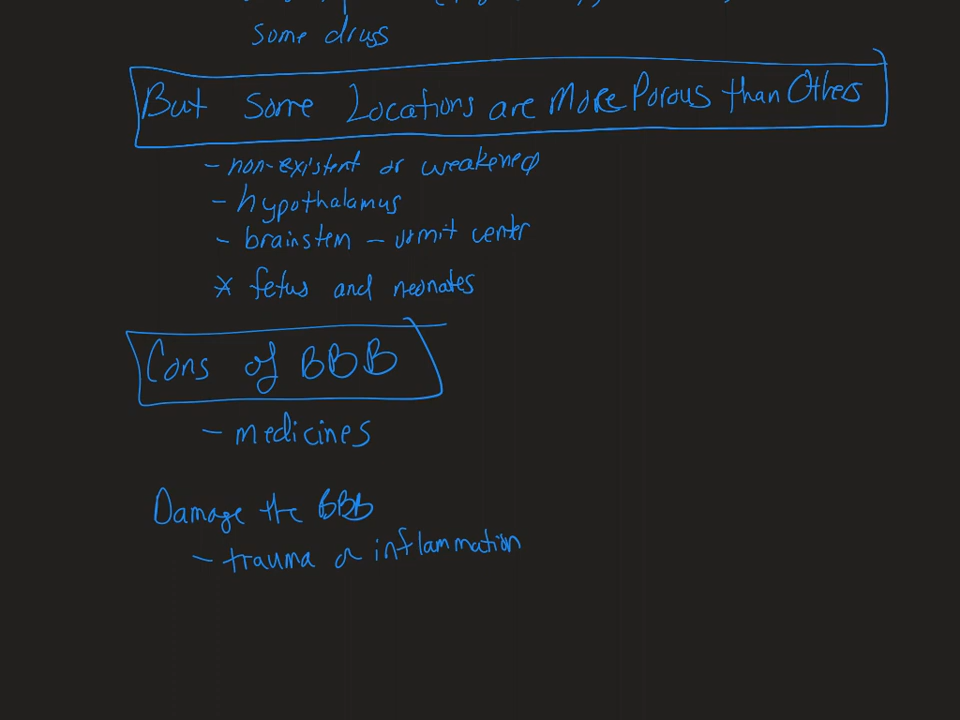 some drugs
But Some Locations are More Porous than Others
- non-existent or weakened
- hypothalamus
- brainstem - vomit center
* fetus and neonates
Cons of BBB
- medicines
Damage the BBB
- trauma or inflammation